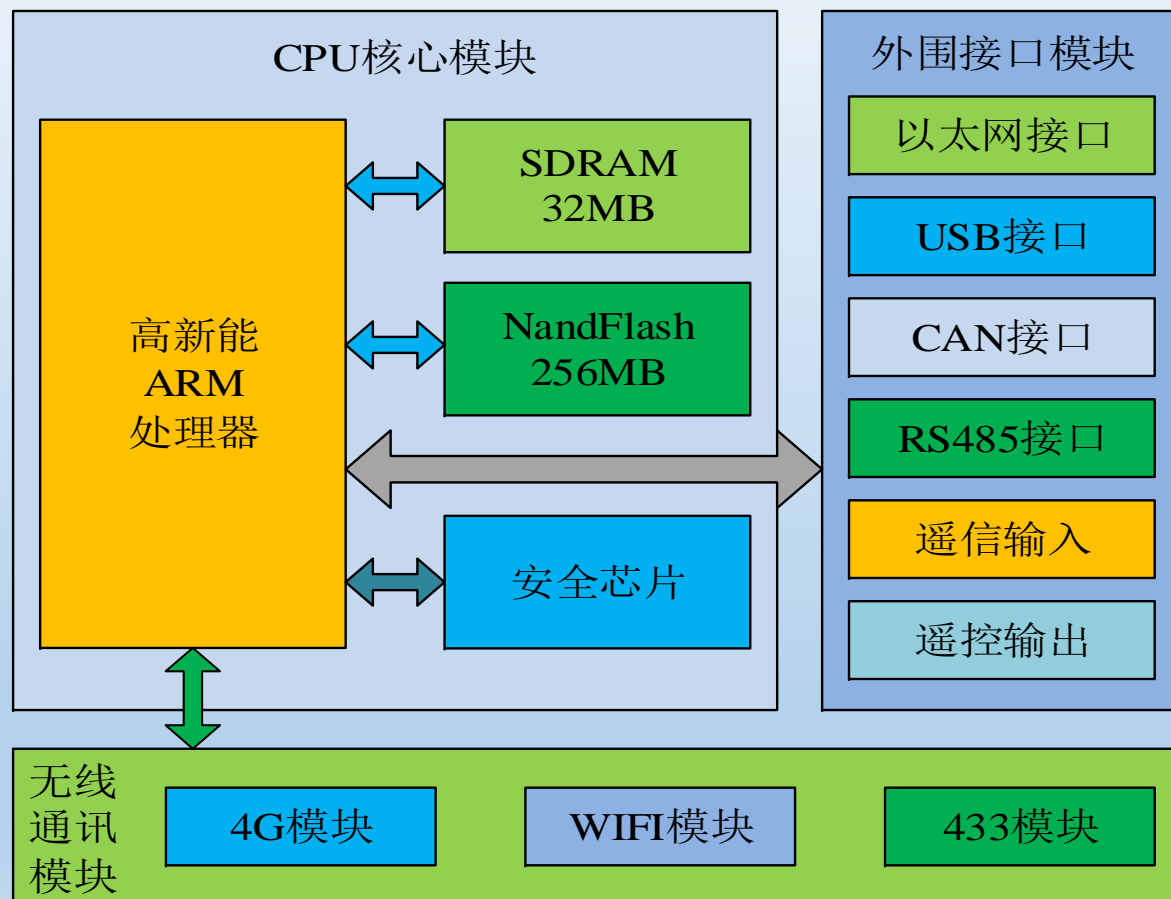 CPU核心模块
高新能
ARM
处理器
SDRAM
32MB
NandFlash
256MB
安全芯片
外围接口模块
以太网接口
USB接口
CAN接口
RS485接口
遥信输入
遥控输出
无线
通讯
模块
4G模块
WIFI模块
433模块